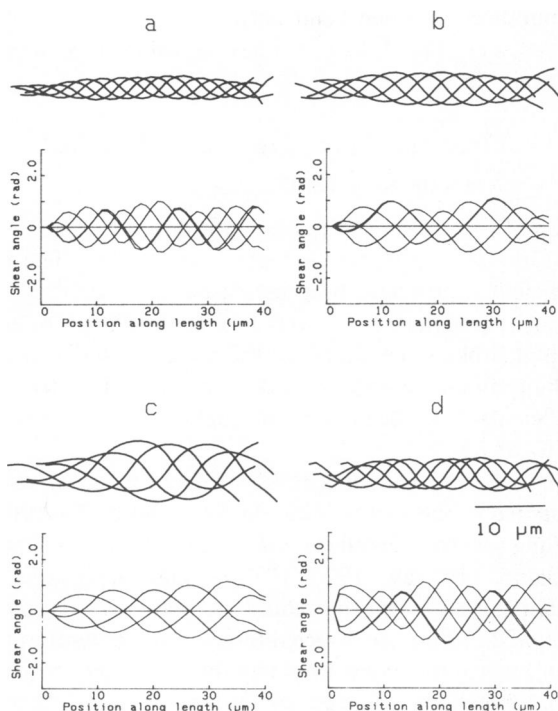 a
b
Shear angle (rad)
2.0
0
-2.0
0 10 20 30 40
Position along length (µm)
Shear angle (rad)
2.0
0
-2.0
0 10 20 30 40
Position along length (µm)
c
d
10 µm
Shear angle (rad)
2.0
0
-2.0
0 10 20 30 40
Position along length (µm)
Shear angle (rad)
2.0
0
-2.0
0 10 20 30 40
Position along length (µm)